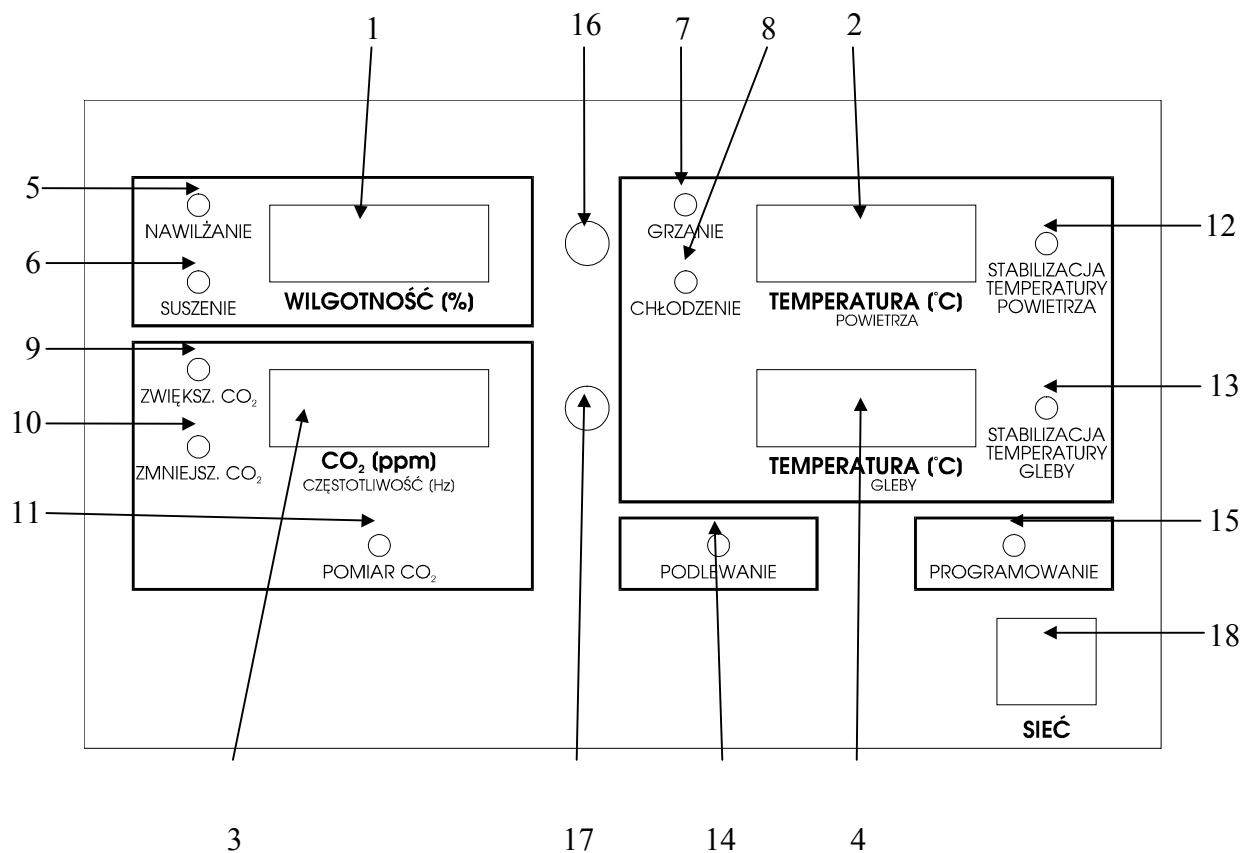 1
16
7
8
2
5
NAWILŻANIE
6
SUSZENIE
WILGOTNOŚĆ (%)
GRZANIE
CHŁODZENIE
TEMPERATURA (°C)
POWIETRZA
12
STABILIZACJA
TEMPERATURY
POWIETRZA
9
ZWIĘKSZ. CO₂
10
ZMNIEJSZ. CO₂
CO₂ (ppm)
CZĘSTOTLIWOŚĆ (Hz)
11
POMIAR CO₂
TEMPERATURA (°C)
GLEBY
13
STABILIZACJA
TEMPERATURY
GLEBY
PODLEWANIE
15
PROGRAMOWANIE
18
SIEĆ
3
17
14
4